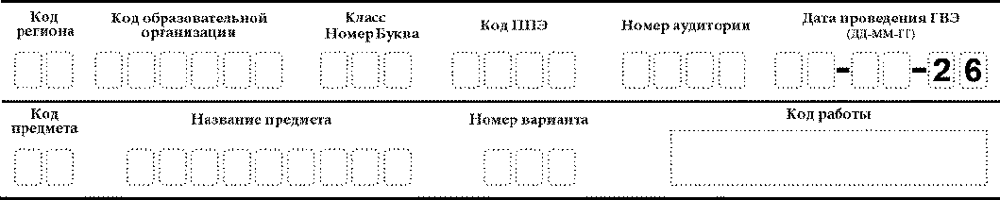 Код региона
Код образовательной организации
Класс
Номер Буква
Код ППЭ
Номер аудитории
Дата проведения ГВЭ
(ДД-ММ-ГГ)
- - 2 6
Код предмета
Название предмета
Номер варианта
Код работы